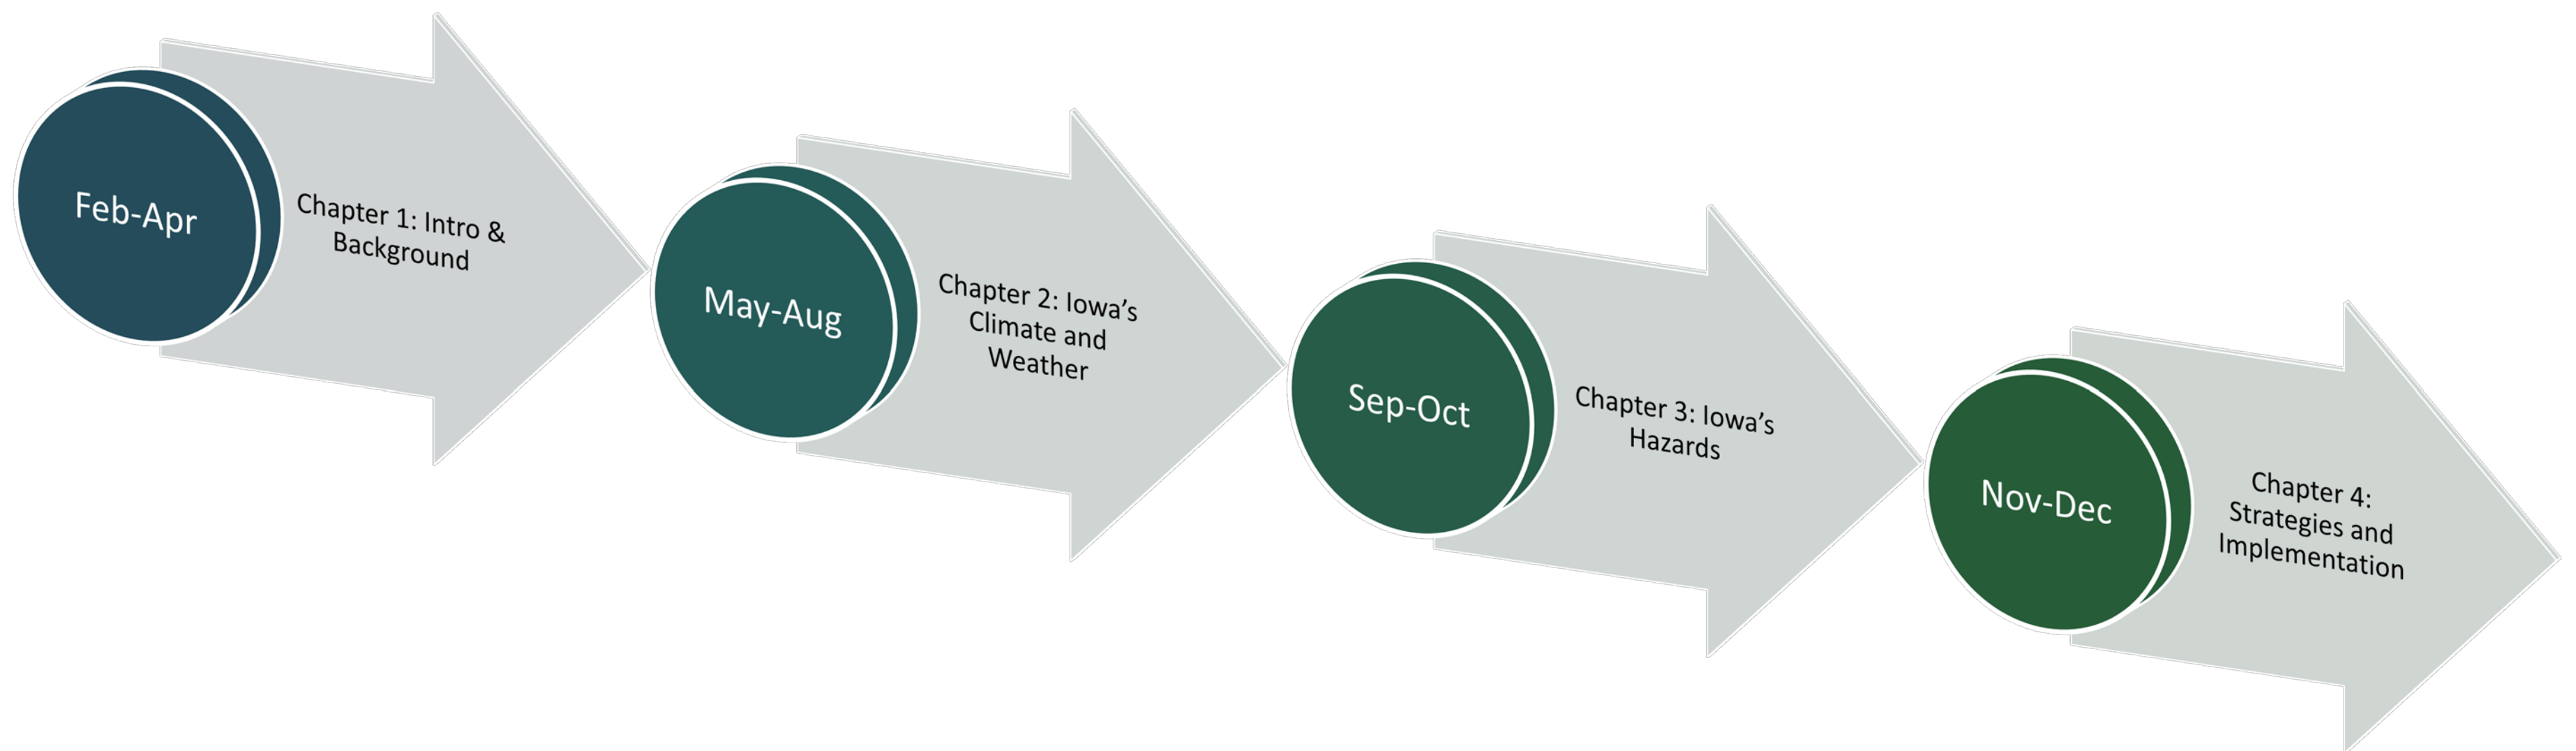 Feb-Apr
Chapter 1: Intro &
Background
May-Aug
Chapter 2: Iowa’s
Climate and
Weather
Sep-Oct
Chapter 3: Iowa’s
Hazards
Nov-Dec
Chapter 4:
Strategies and
Implementation